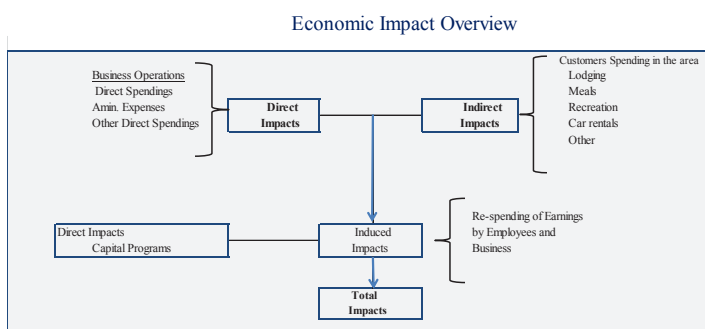 Economic Impact Overview
Business Operations
Direct Spendings
Amin. Expenses
Other Direct Spendings
Direct
Impacts
Indirect
Impacts
Customers Spending in the area
Lodging
Meals
Recreation
Car rentals
Other
Direct Impacts
Capital Programs
Induced
Impacts
Re-spending of Earnings
by Employees and
Business
Total
Impacts